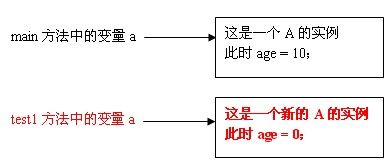 main 方法中的变量 a
这是一个 A 的实例
此时 age = 10；
test1 方法中的变量 a
这是一个新的 A 的实例
此时 age = 0；